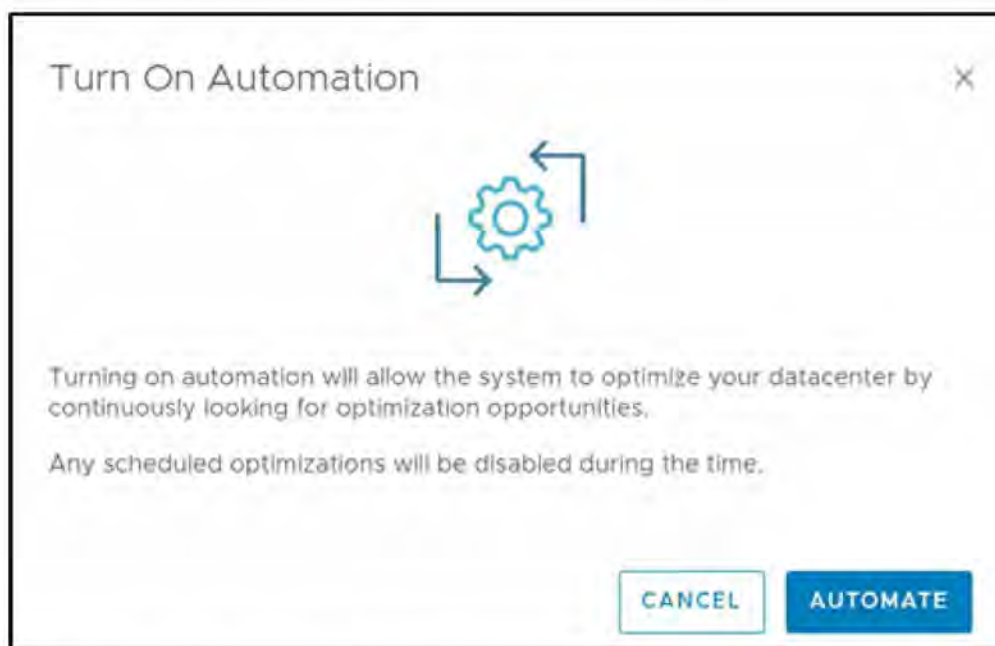 Turn On Automation
Turning on automation will allow the system to optimize your datacenter by
continuously looking for optimization opportunities.
Any scheduled optimizations will be disabled during the time.
CANCEL
AUTOMATE